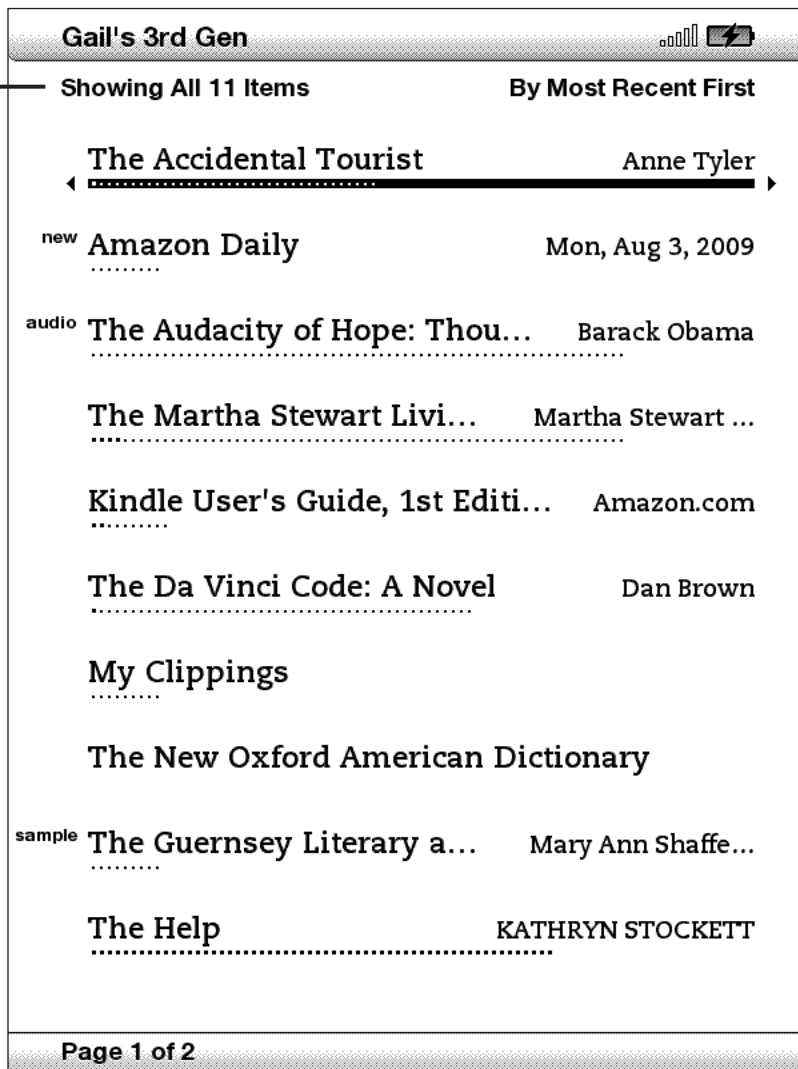 Gail's 3rd Gen
Showing All 11 Items By Most Recent First
The Accidental Tourist Anne Tyler
new Amazon Daily Mon, Aug 3, 2009
audio The Audacity of Hope: Thou... Barack Obama
The Martha Stewart Livi... Martha Stewart ...
Kindle User's Guide, 1st Editi... Amazon.com
The Da Vinci Code: A Novel Dan Brown
My Clippings
The New Oxford American Dictionary
sample The Guernsey Literary a... Mary Ann Shaffe...
The Help KATHRYN STOCKETT
Page 1 of 2